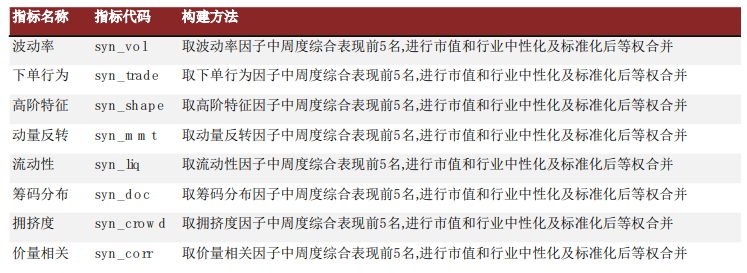 指标名称 指标代码 构建方法
波动率 syn_vol 取波动率因子中周度综合表现前5名,进行市值和行业中性化及标准化后等权合并
下单行为 syn_trade 取下单行为因子中周度综合表现前5名,进行市值和行业中性化及标准化后等权合并
高阶特征 syn_shape 取高阶特征因子中周度综合表现前5名,进行市值和行业中性化及标准化后等权合并
动量反转 syn_mmt 取动量反转因子中周度综合表现前5名,进行市值和行业中性化及标准化后等权合并
流动性 syn_liq 取流动性因子中周度综合表现前5名,进行市值和行业中性化及标准化后等权合并
筹码分布 syn_doc 取筹码分布因子中周度综合表现前5名,进行市值和行业中性化及标准化后等权合并
拥挤度 syn_crowd 取拥挤度因子中周度综合表现前5名,进行市值和行业中性化及标准化后等权合并
价量相关 syn_corr 取价量相关因子中周度综合表现前5名,进行市值和行业中性化及标准化后等权合并